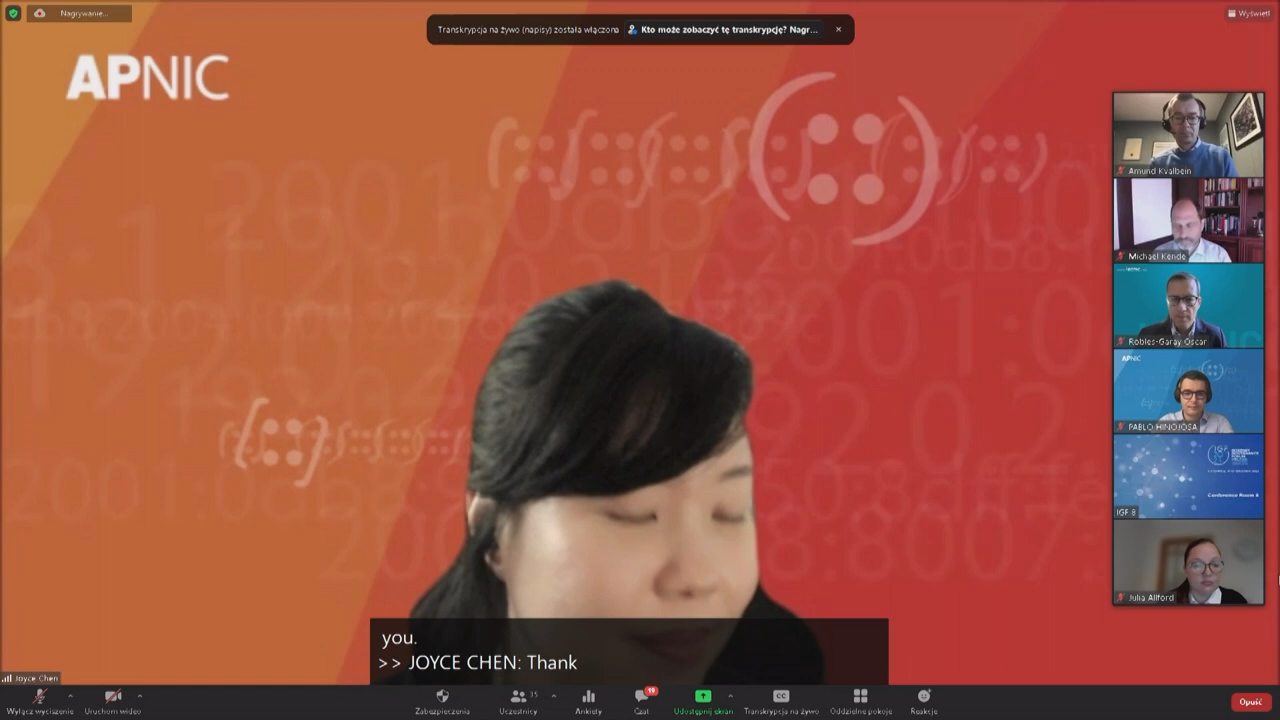 Nagrywanie...
Transkrypcja na żywo (napisy) została włączona
Kto może zobaczyć tę transkrypcję? Nagr...
Wyświetl
APNIC
Amund Kvalbein
Michael Kende
Robles-Garay Oscar
APNIC
PABLO HINOJOSA
Conference Room 8
IGF 8
Julia Allford
you.
>> JOYCE CHEN: Thank
Joyce Chen
Wyłącz wyciszenie
Uruchom wideo
Zabezpieczenia
35
Uczestnicy
Ankiety
19
Czat
Udostępnij ekran
CC
Transkrypcja na żywo
Oddzielne pokoje
Reakcje
Opuść